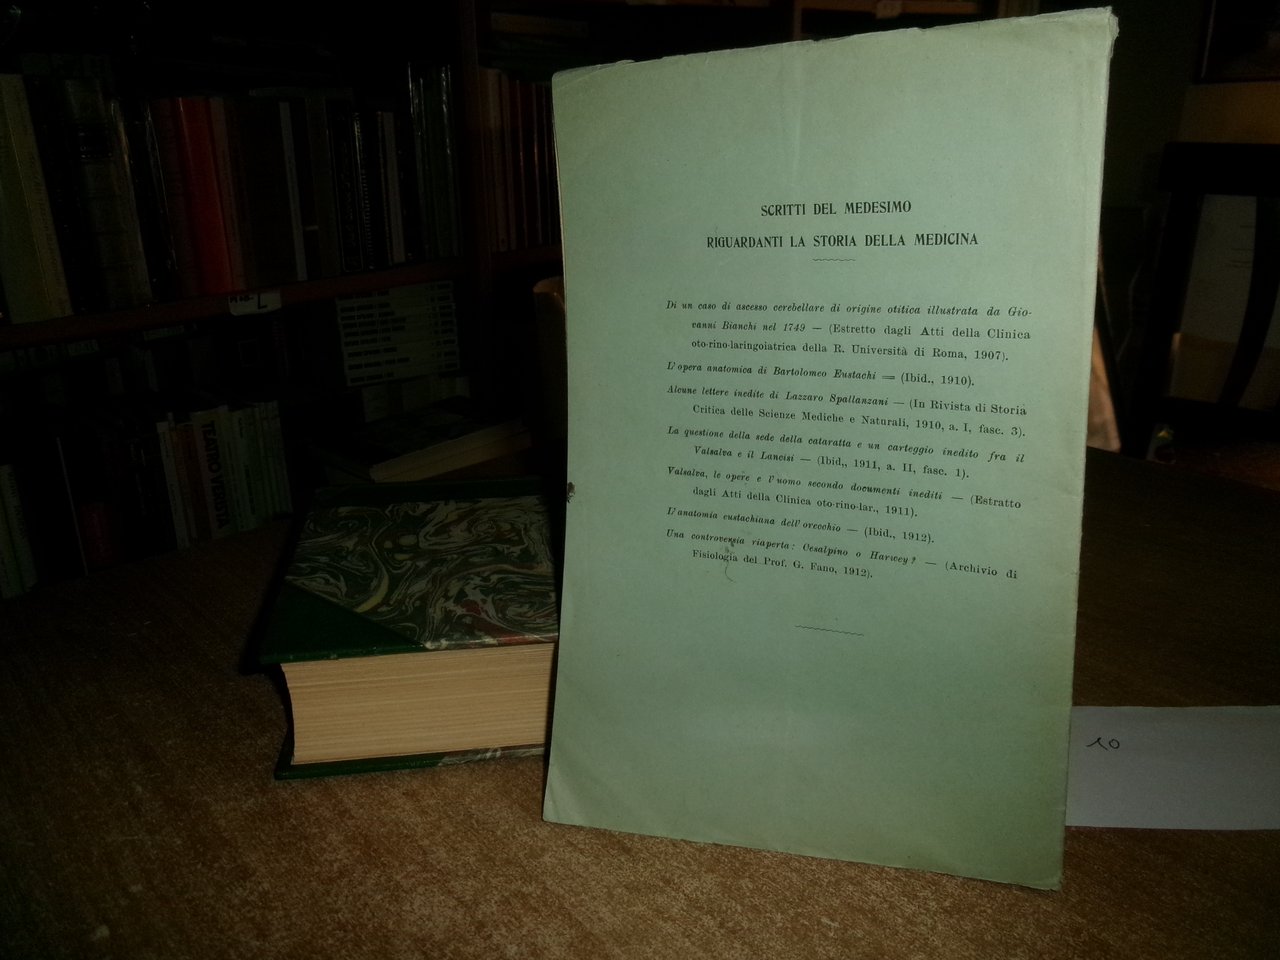 SCRITTI DEL MEDESIMO
RIGUARDANTI LA STORIA DELLA MEDICINA
Di un caso di ascesso cerebellare di origine otitica illustrata da Gio-
vanni Bianchi nel 1749 — (Estretto dagli Atti della Clinica
oto-rino-laringoiatrica della R. Università di Roma, 1907).
L'opera anatomica di Bartolomeo Eustachi — (Ibid., 1910).
Alcune lettere inedite di Lazzaro Spallanzani — (In Rivista di Storia
Critica delle Scienze Mediche e Naturali, 1910, a. I, fasc. 3).
La questione della sede della cataratta e un carteggio inedito fra il
Valsalva e il Lancisi — (Ibid,, 1911, a. II, fasc. 1).
Valsalva, le opere e l'uomo secondo documenti inediti — (Estratto
dagli Atti della Clinica oto-rino-lar., 1911).
L'anatomia eustachiana dell'orecchio — (Ibid., 1912).
Una controversia riaperta: Cesalpino o Harvey? — (Archivio di
Fisiologia del Prof. G. Fano, 1912).
10
TEATRO VERISTA